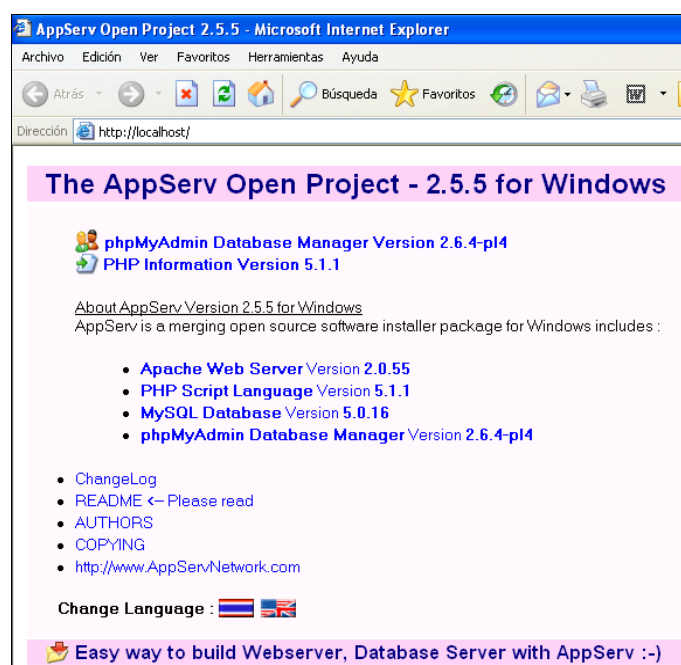 AppServ Open Project 2.5.5 - Microsoft Internet Explorer
Archivo Edición Ver Favoritos Herramientas Ayuda
Atrás Búsqueda Favoritos
Dirección http://localhost/
The AppServ Open Project - 2.5.5 for Windows
phpMyAdmin Database Manager Version 2.6.4-pl4
PHP Information Version 5.1.1
About AppServ Version 2.5.5 for Windows
AppServ is a merging open source software installer package for Windows includes :
• Apache Web Server Version 2.0.55
• PHP Script Language Version 5.1.1
• MySQL Database Version 5.0.16
• phpMyAdmin Database Manager Version 2.6.4-pl4
• ChangeLog
• README <-- Please read
• AUTHORS
• COPYING
• http://www.AppServNetwork.com
Change Language :
Easy way to build Webserver, Database Server with AppServ :-)